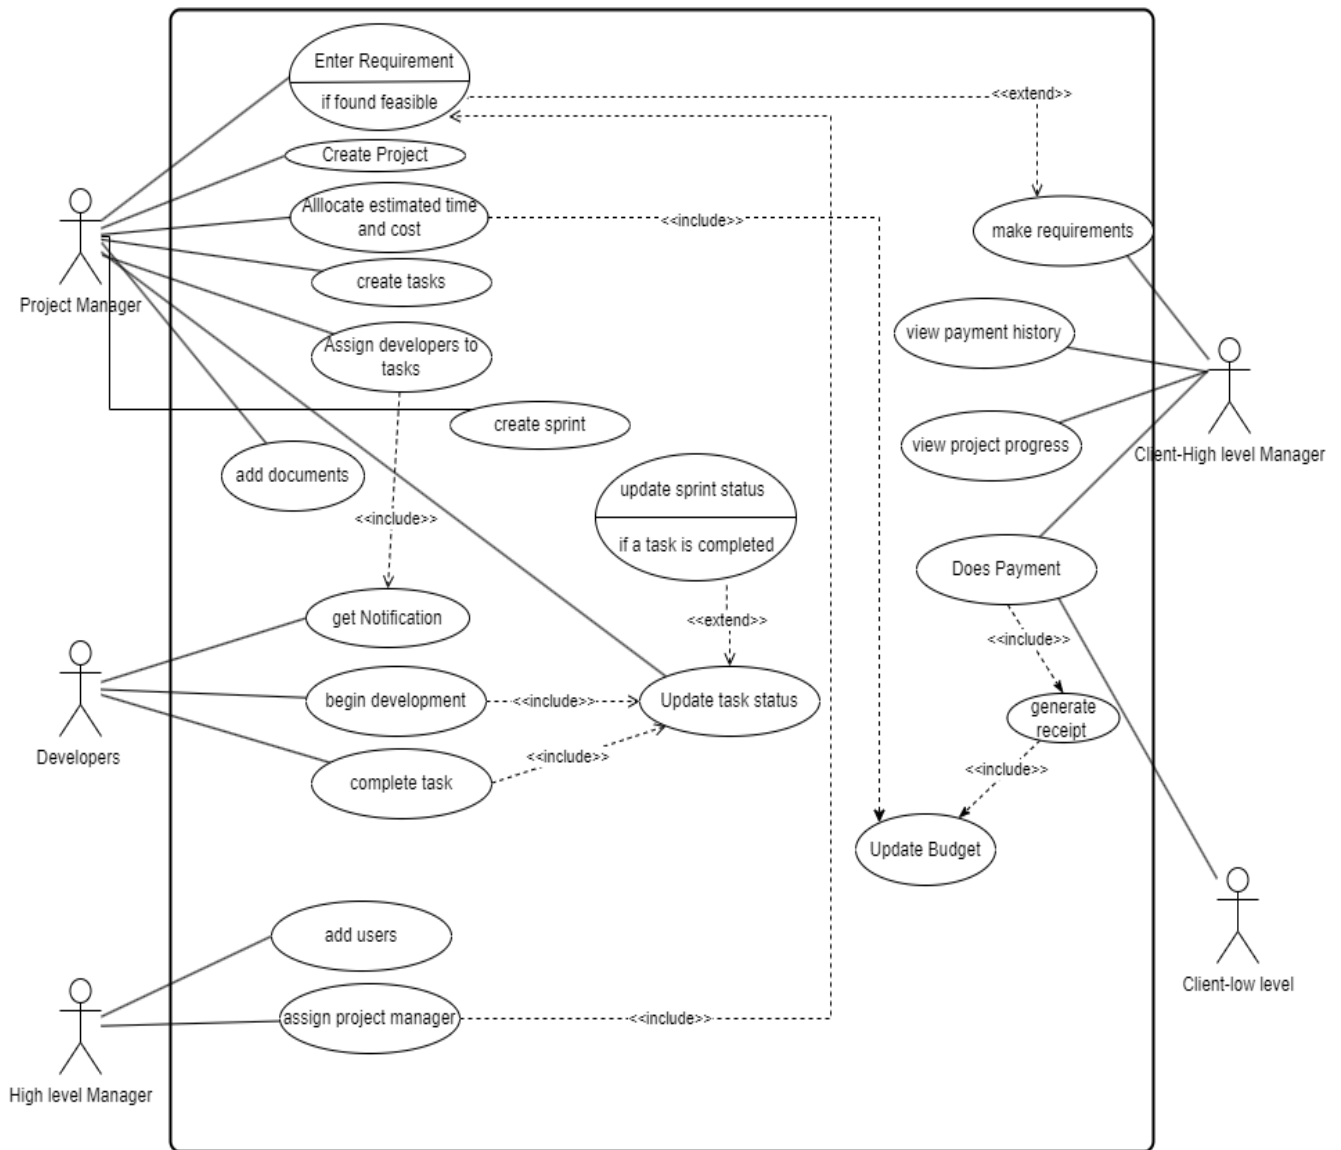 Enter Requirement
if found feasible
<<extend>>
Create Project
Alllocate estimated time
and cost
<<include>>
make requirements
create tasks
Project Manager
Assign developers to
tasks
view payment history
create sprint
view project progress
Client-High level Manager
add documents
update sprint status
<<include>>
if a task is completed
Does Payment
get Notification
<<extend>>
<<include>>
begin development
<<include>>
Update task status
generate
receipt
Developers
<<include>>
complete task
<<include>>
Update Budget
add users
Client-low level
assign project manager
<<include>>
High level Manager